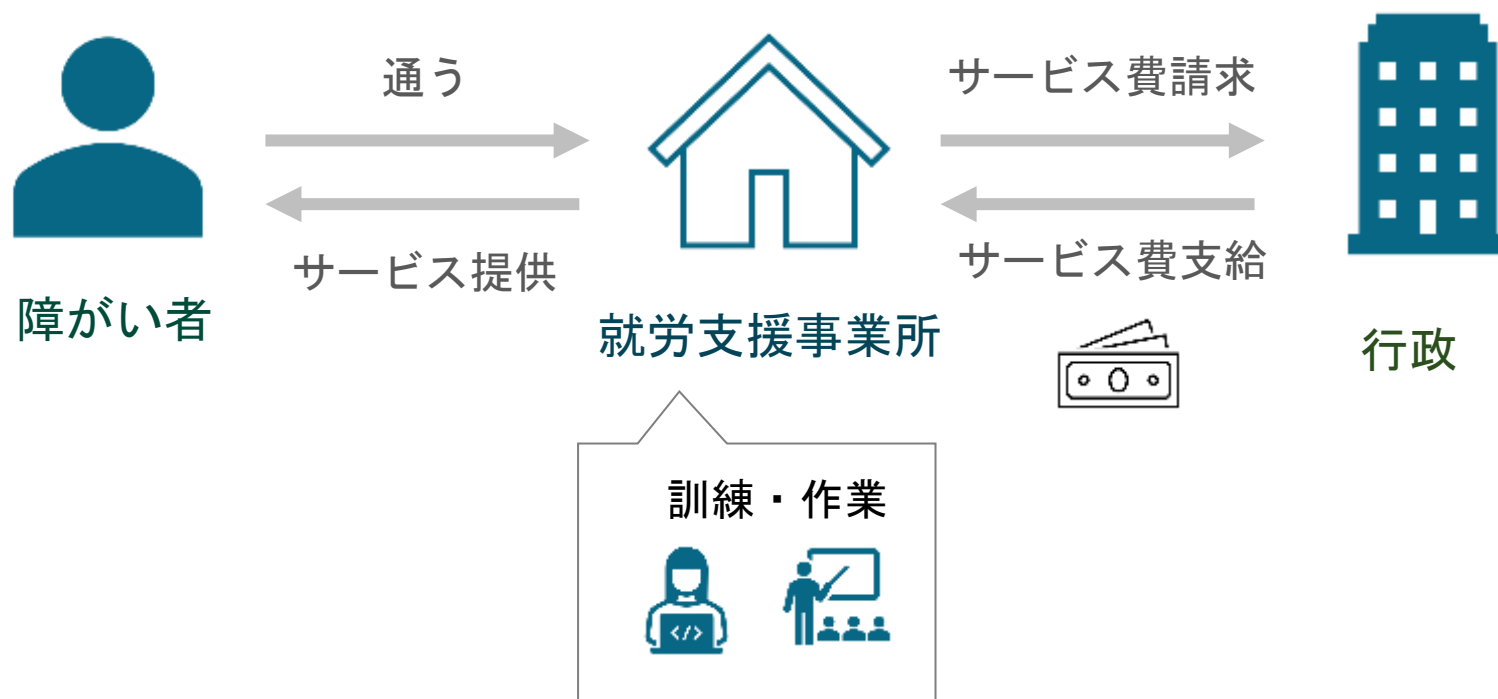 通う
サービス費請求
サービス提供
サービス費支給
障がい者
就労支援事業所
行政
訓練・作業
</>